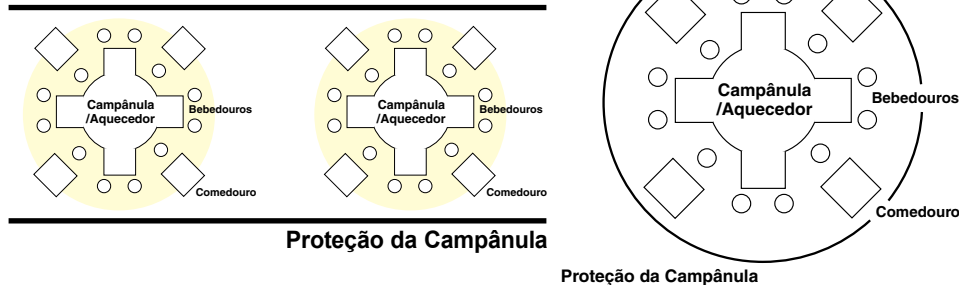 Campânula
/Aquecedor
Bebedouros
Comedouro
Campânula
/Aquecedor
Bebedouros
Comedouro
Proteção da Campânula
Campânula
/Aquecedor
Bebedouros
Comedouro
Proteção da Campânula